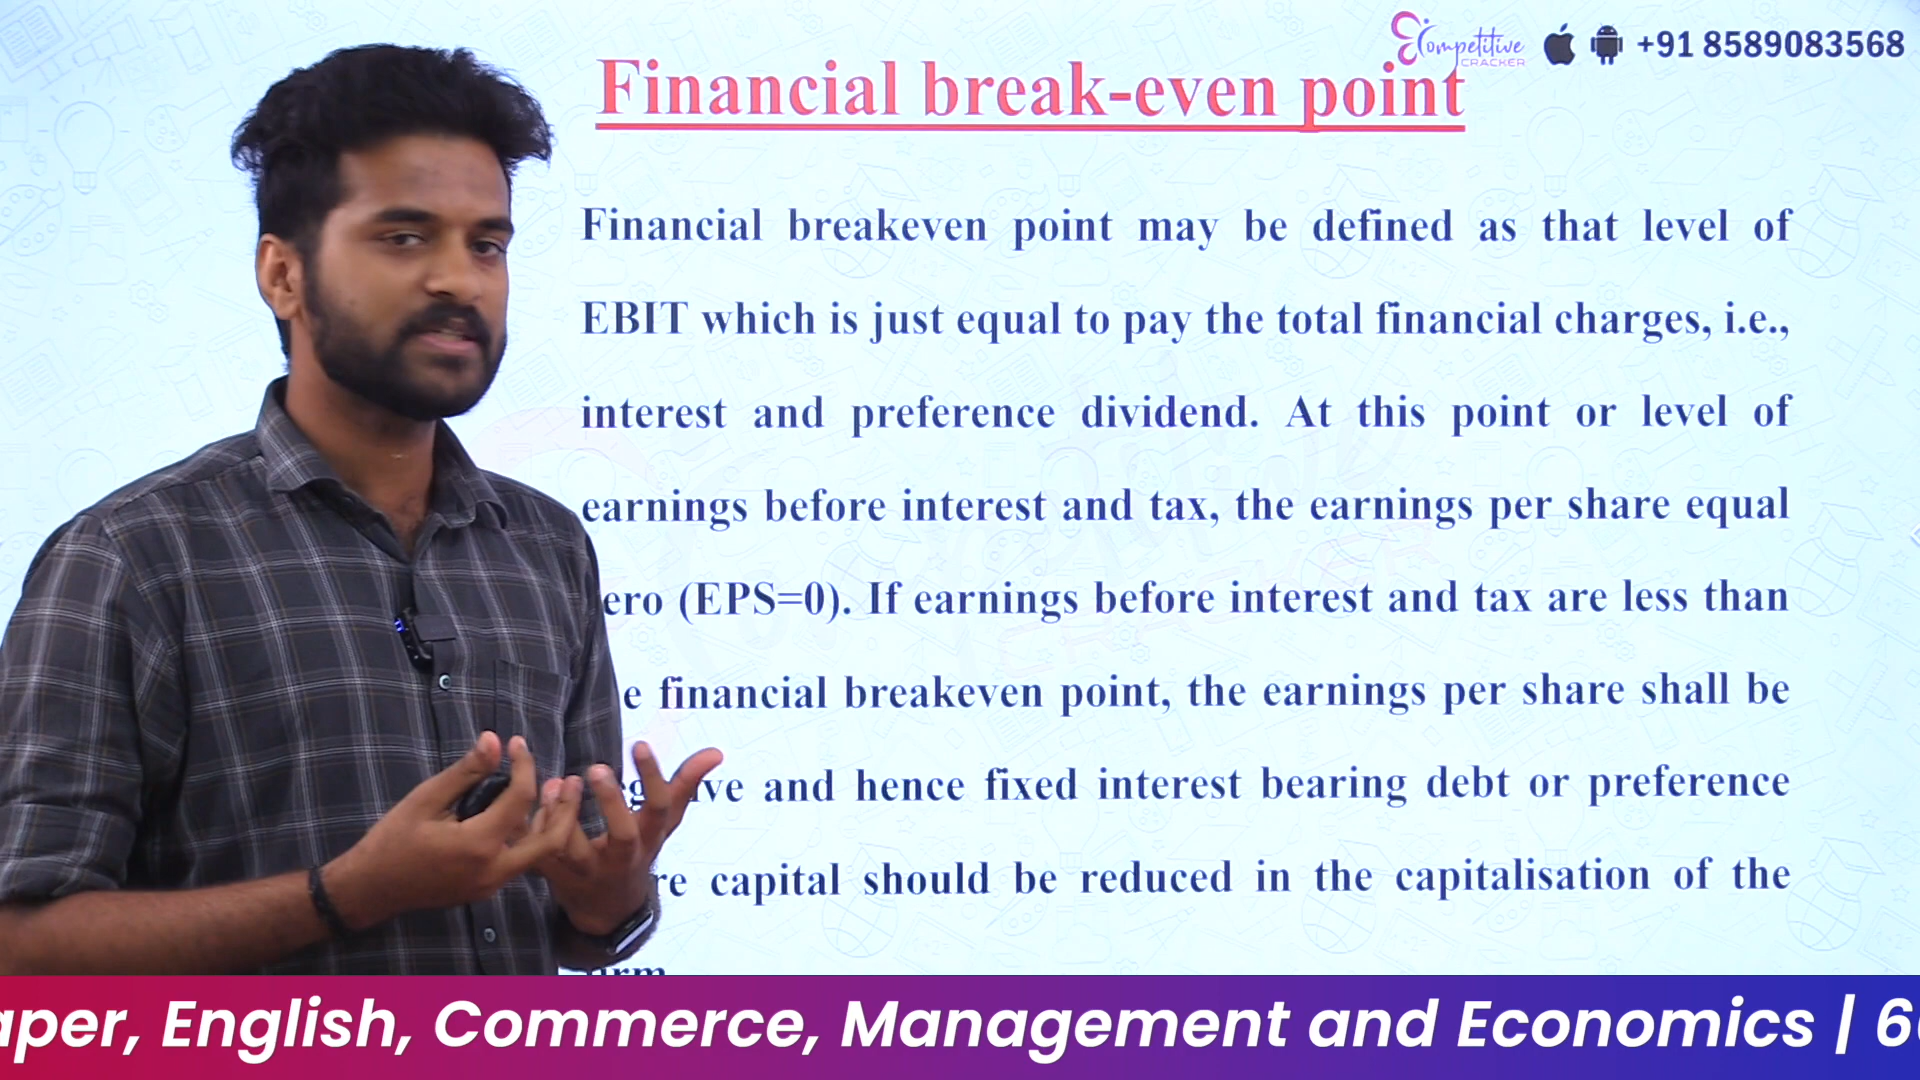 Competitive
CRACKER
+91 8589083568
Financial break-even point
Financial breakeven point may be defined as that level of
EBIT which is just equal to pay the total financial charges, i.e.,
interest and preference dividend. At this point or level of
earnings before interest and tax, the earnings per share equal
ero (EPS=0). If earnings before interest and tax are less than
e financial breakeven point, the earnings per share shall be
ive and hence fixed interest bearing debt or preference
re capital should be reduced in the capitalisation of the
aper, English, Commerce, Management and Economics | 6